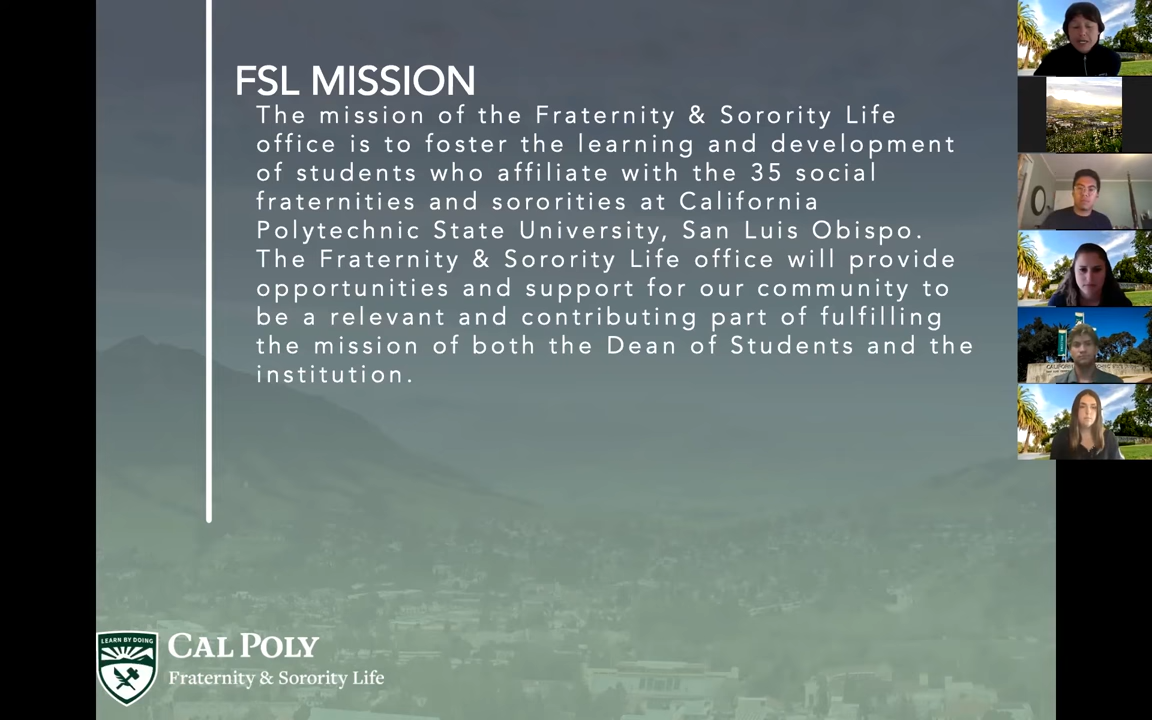 FSL MISSION
The mission of the Fraternity & Sorority Life
office is to foster the learning and development
of students who affiliate with the 35 social
fraternities and sororities at California
Polytechnic State University, San Luis Obispo.
The Fraternity & Sorority Life office will provide
opportunities and support for our community to
be a relevant and contributing part of fulfilling
the mission of both the Dean of Students and the
institution.
LEARN BY DOING
CAL POLY
Fraternity & Sorority Life